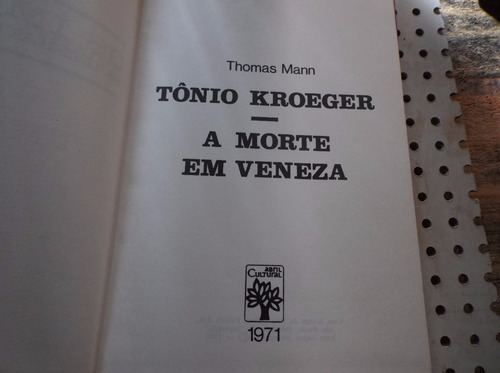 Thomas Mann
TÔNIO KROEGER
A MORTE
EM VENEZA
ABRIL
CULTURAL
1971